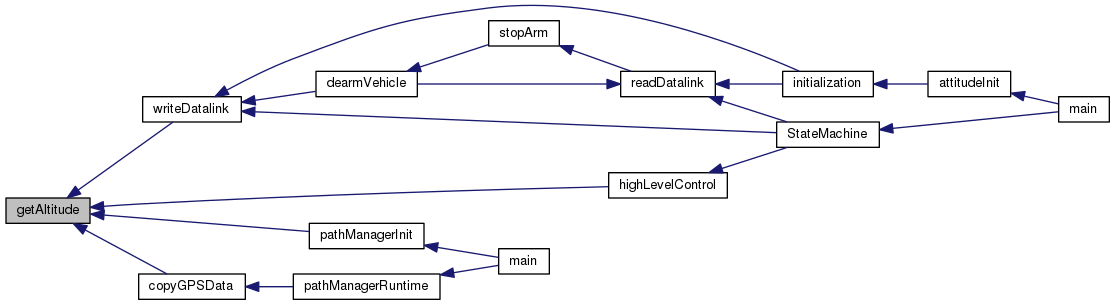 stopArm
dearmVehicle
readDatalink
initialization
attitudeInit
writeDatalink
main
StateMachine
highLevelControl
getAltitude
pathManagerInit
main
copyGPSData
pathManagerRuntime